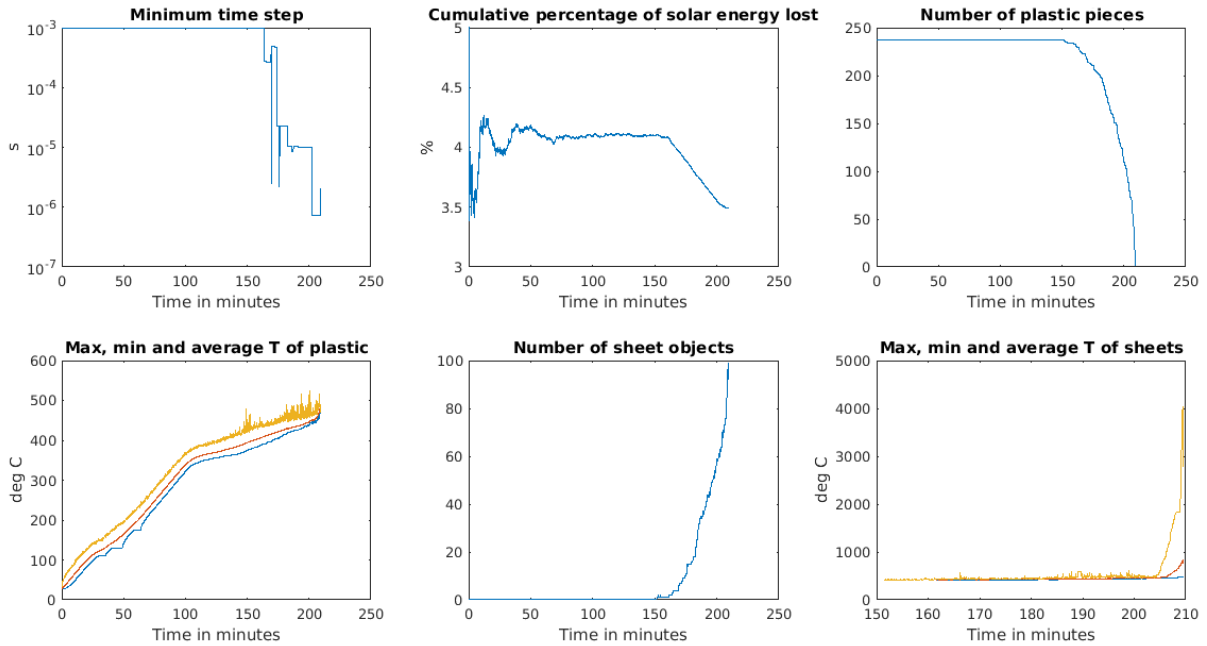 Minimum time step
10^-3
10^-4
10^-5
10^-6
10^-7
s
0 50 100 150 200 250
Time in minutes
Cumulative percentage of solar energy lost
5
4.5
4
3.5
3
%
0 50 100 150 200 250
Time in minutes
Number of plastic pieces
250
200
150
100
50
0
0 50 100 150 200 250
Time in minutes
Max, min and average T of plastic
600
500
400
300
200
100
0
deg C
0 50 100 150 200 250
Time in minutes
Number of sheet objects
100
80
60
40
20
0
0 50 100 150 200 250
Time in minutes
Max, min and average T of sheets
5000
4000
3000
2000
1000
0
deg C
150 160 170 180 190 200 210
Time in minutes